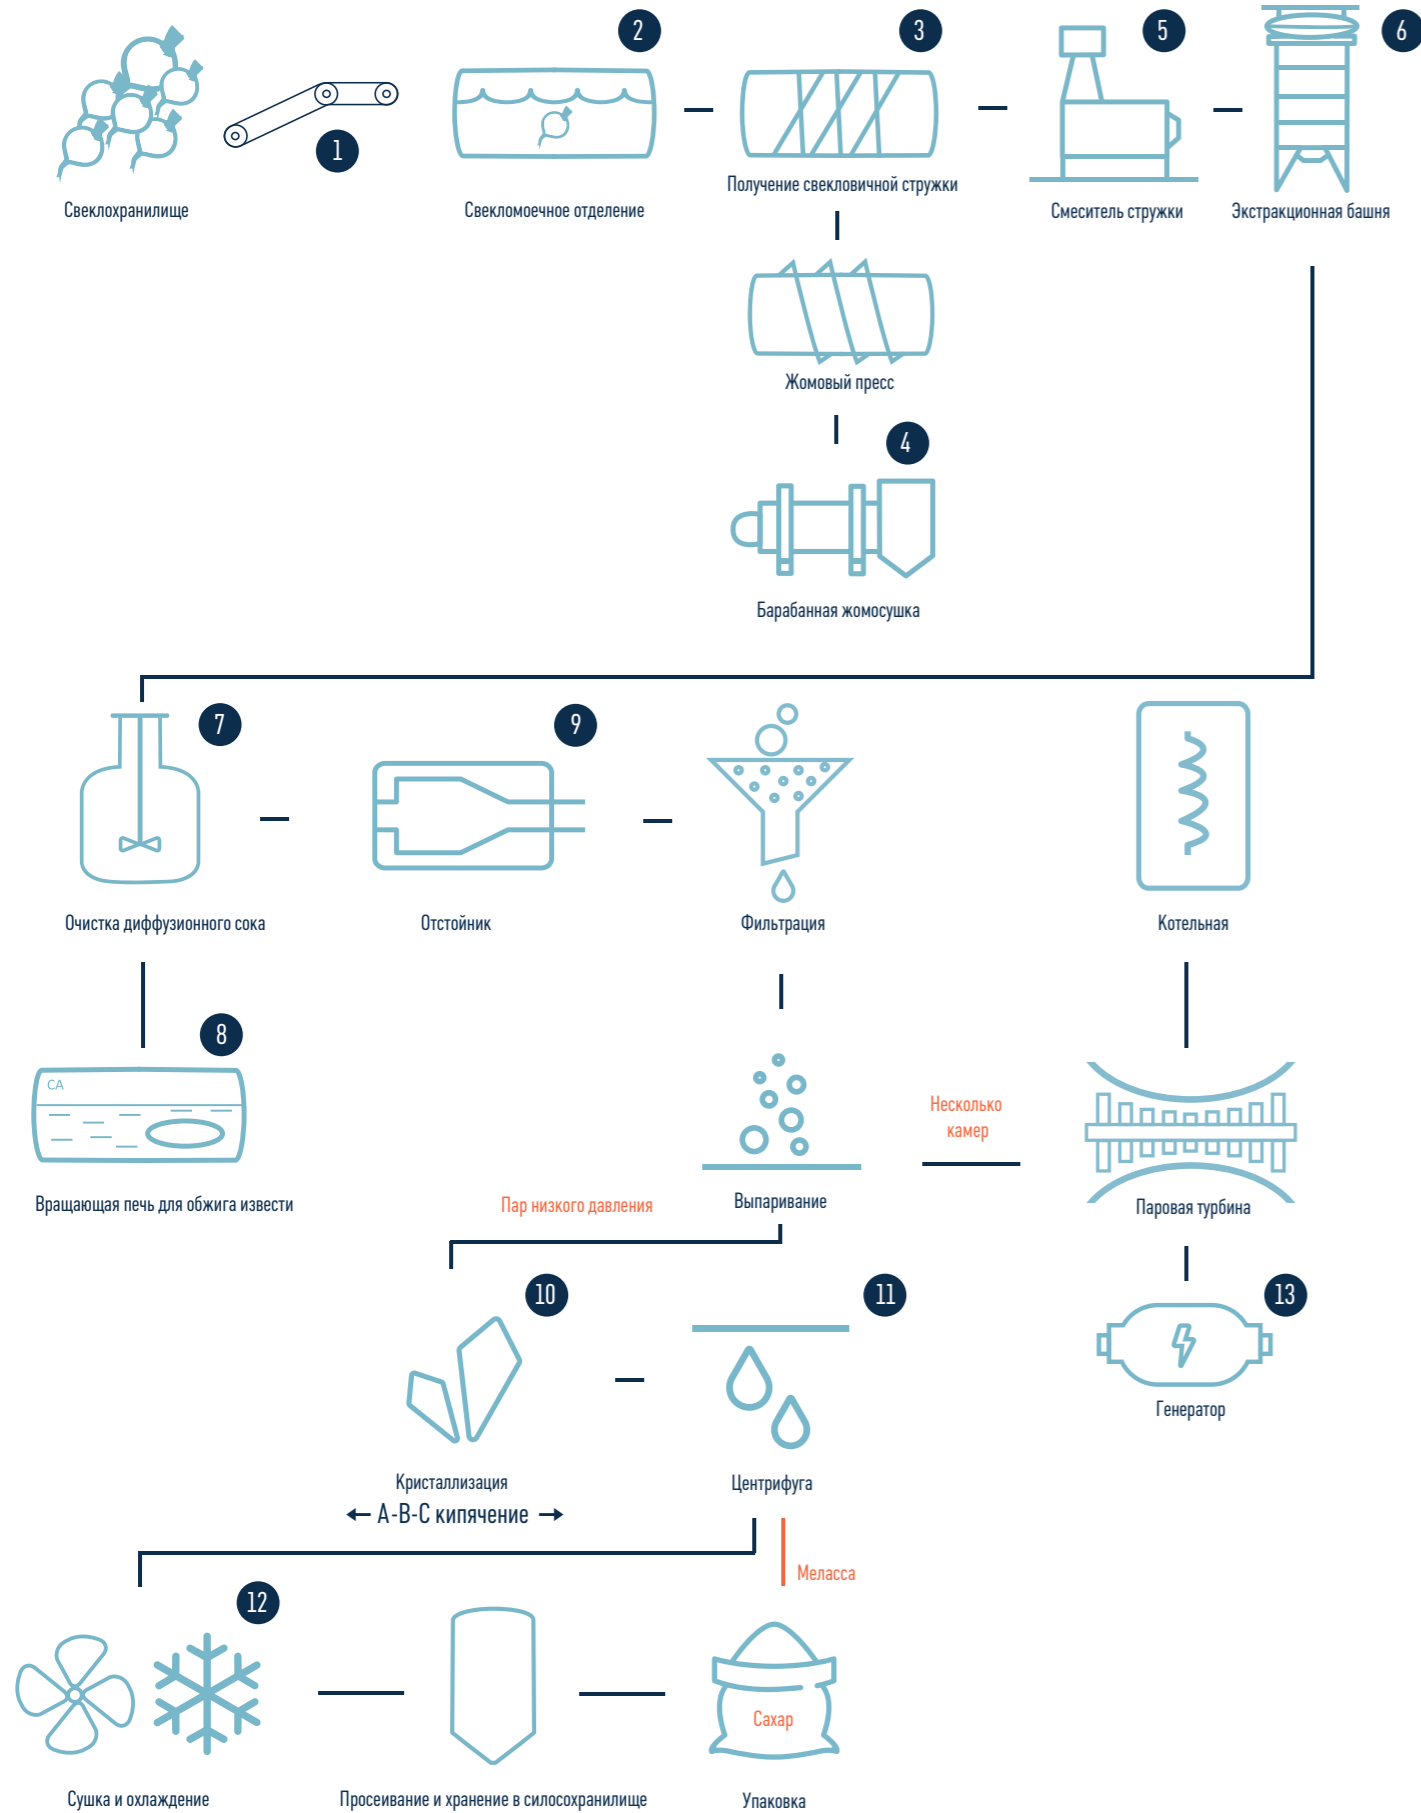 1
2
3
5
6
Свеклохранилище
Свекломоечное отделение
Получение свекловичной стружки
Смеситель стружки
Экстракционная башня
Жомовый пресс
4
Барабанная жомосушка
7
9
Очистка диффузионного сока
Отстойник
Фильтрация
Котельная
8
CA
Вращающая печь для обжига извести
Несколько
камер
Пар низкого давления
Выпаривание
Паровая турбина
10
11
13
Генератор
Кристаллизация
← A-B-C кипячение →
Центрифуга
Меласса
12
Сахар
Сушка и охлаждение
Просеивание и хранение в силосохранилище
Упаковка